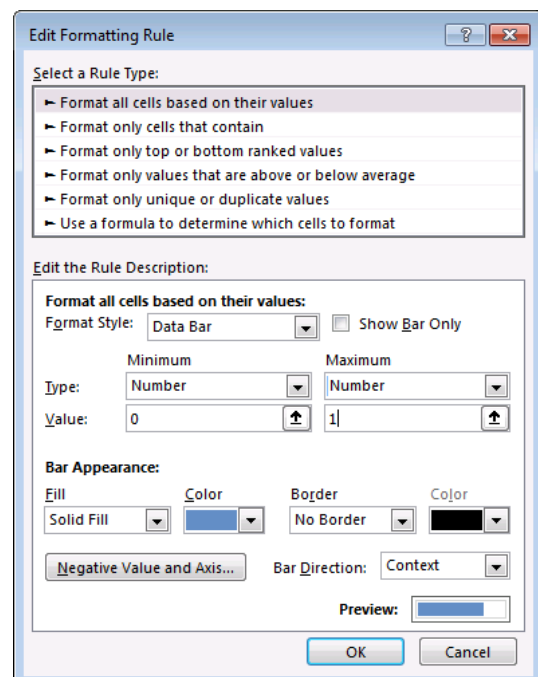 Edit Formatting Rule
Select a Rule Type:
► Format all cells based on their values
► Format only cells that contain
► Format only top or bottom ranked values
► Format only values that are above or below average
► Format only unique or duplicate values
► Use a formula to determine which cells to format
Edit the Rule Description:
Format all cells based on their values:
Format Style: Data Bar Show Bar Only
Minimum Maximum
Type: Number Number
Value: 0 1
Bar Appearance:
Fill Color Border Color
Solid Fill No Border
Negative Value and Axis... Bar Direction: Context
Preview:
OK Cancel